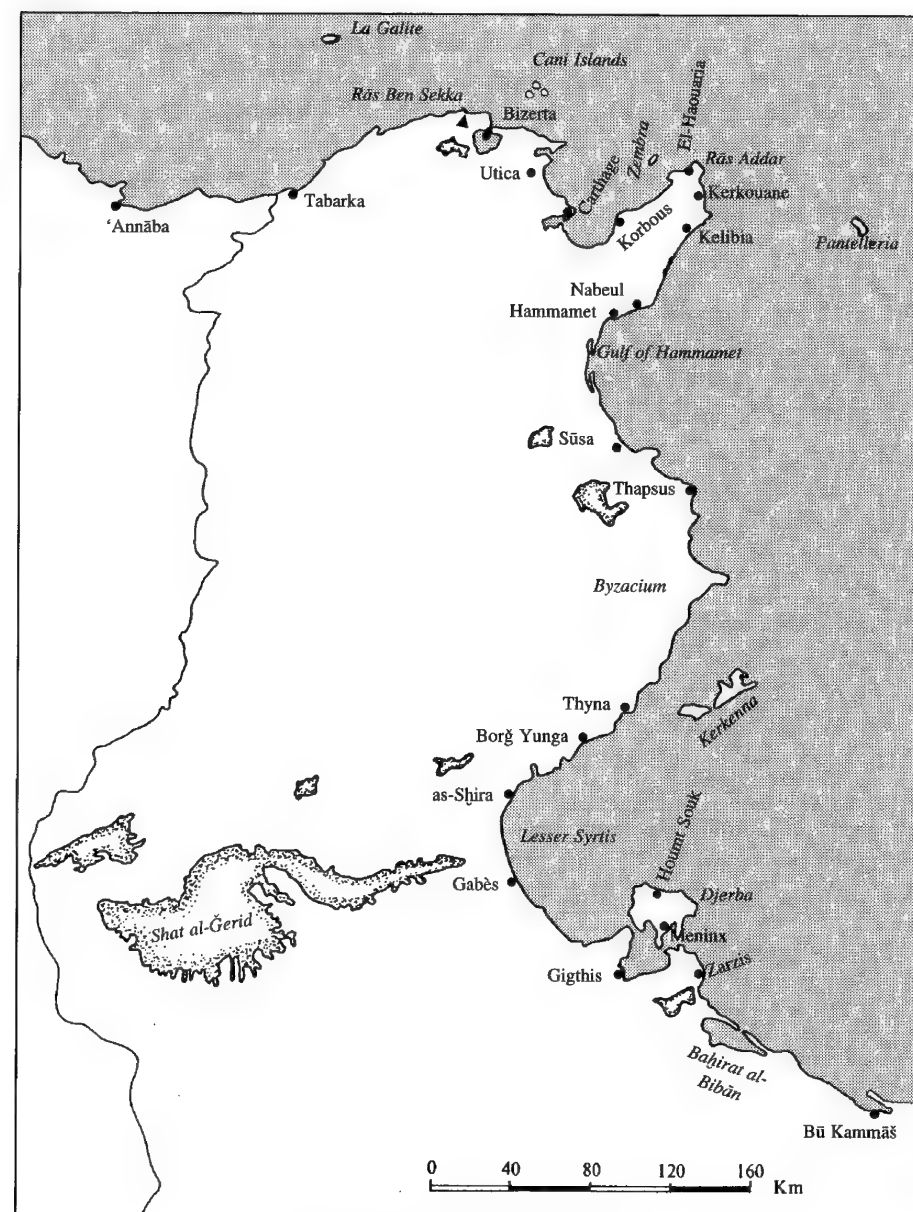 La Galite
Cani Islands
Rās Ben Sekka
Bizerta
El-Haouaria
Zembra
Rās Addar
Utica
Carthage
Kerkouane
Tabarka
Korbous
'Annāba
Kelibia
Pantelleria
Nabeul
Hammamet
Gulf of Hammamet
Sūsa
Thapsus
Byzacium
Thyna
Kerkenna
Borğ Yunga
as-Sḫira
Lesser Syrtis
Houmt Souk
Gabès
Djerba
Shat al-Ğerid
Meninx
Gigthis
Zarzis
Baḥirat al-
Bibān
Bū Kammāš
0 40 80 120 160
Km